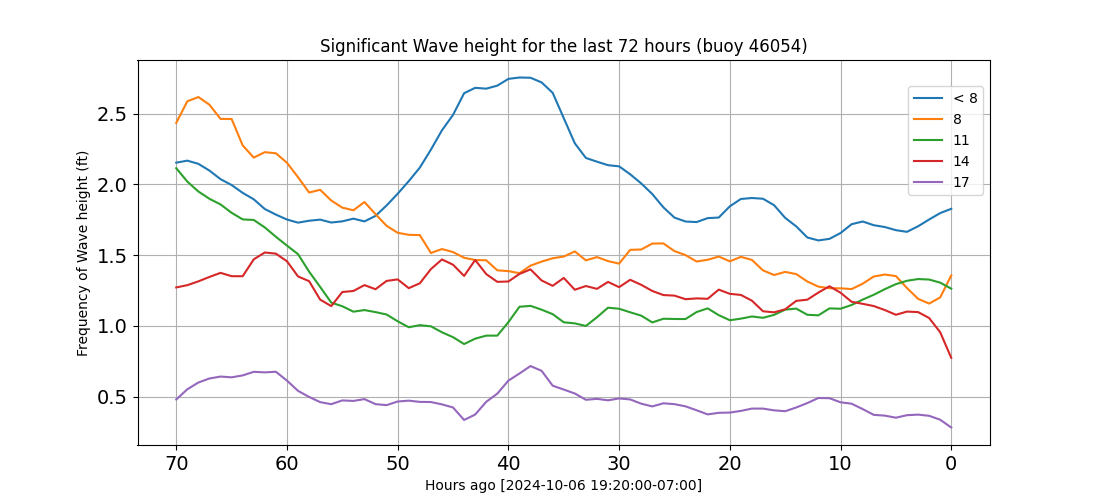 Significant Wave height for the last 72 hours (buoy 46054)
Frequency of Wave height (ft)
2.5
2.0
1.5
1.0
0.5
< 8
8
11
14
17
70 60 50 40 30 20 10 0
Hours ago [2024-10-06 19:20:00-07:00]